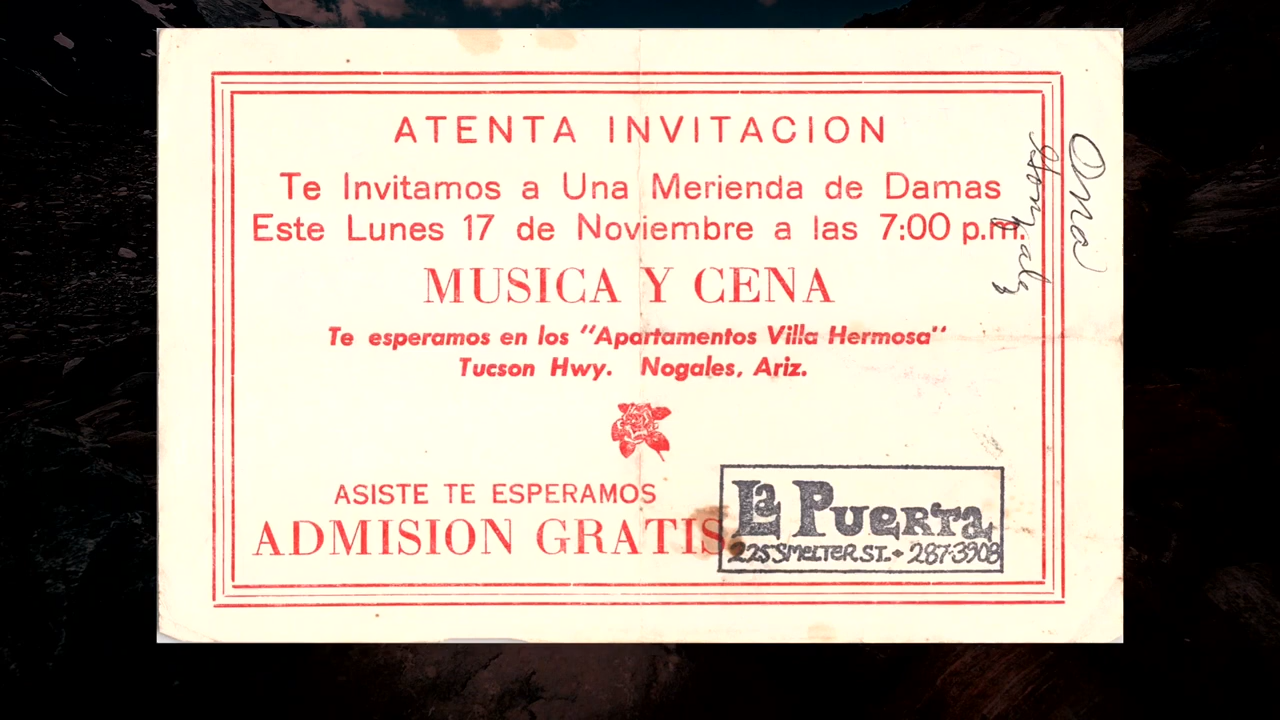 ATENTA INVITACION
Te Invitamos a Una Merienda de Damas
Este Lunes 17 de Noviembre a las 7:00 p.m.
MUSICA Y CENA
Te esperamos en los "Apartamentos Villa Hermosa"
Tucson Hwy. Nogales, Ariz.
ASISTE TE ESPERAMOS
ADMISION GRATIS
La Puerta
225 SMELTER ST. • 287-3908